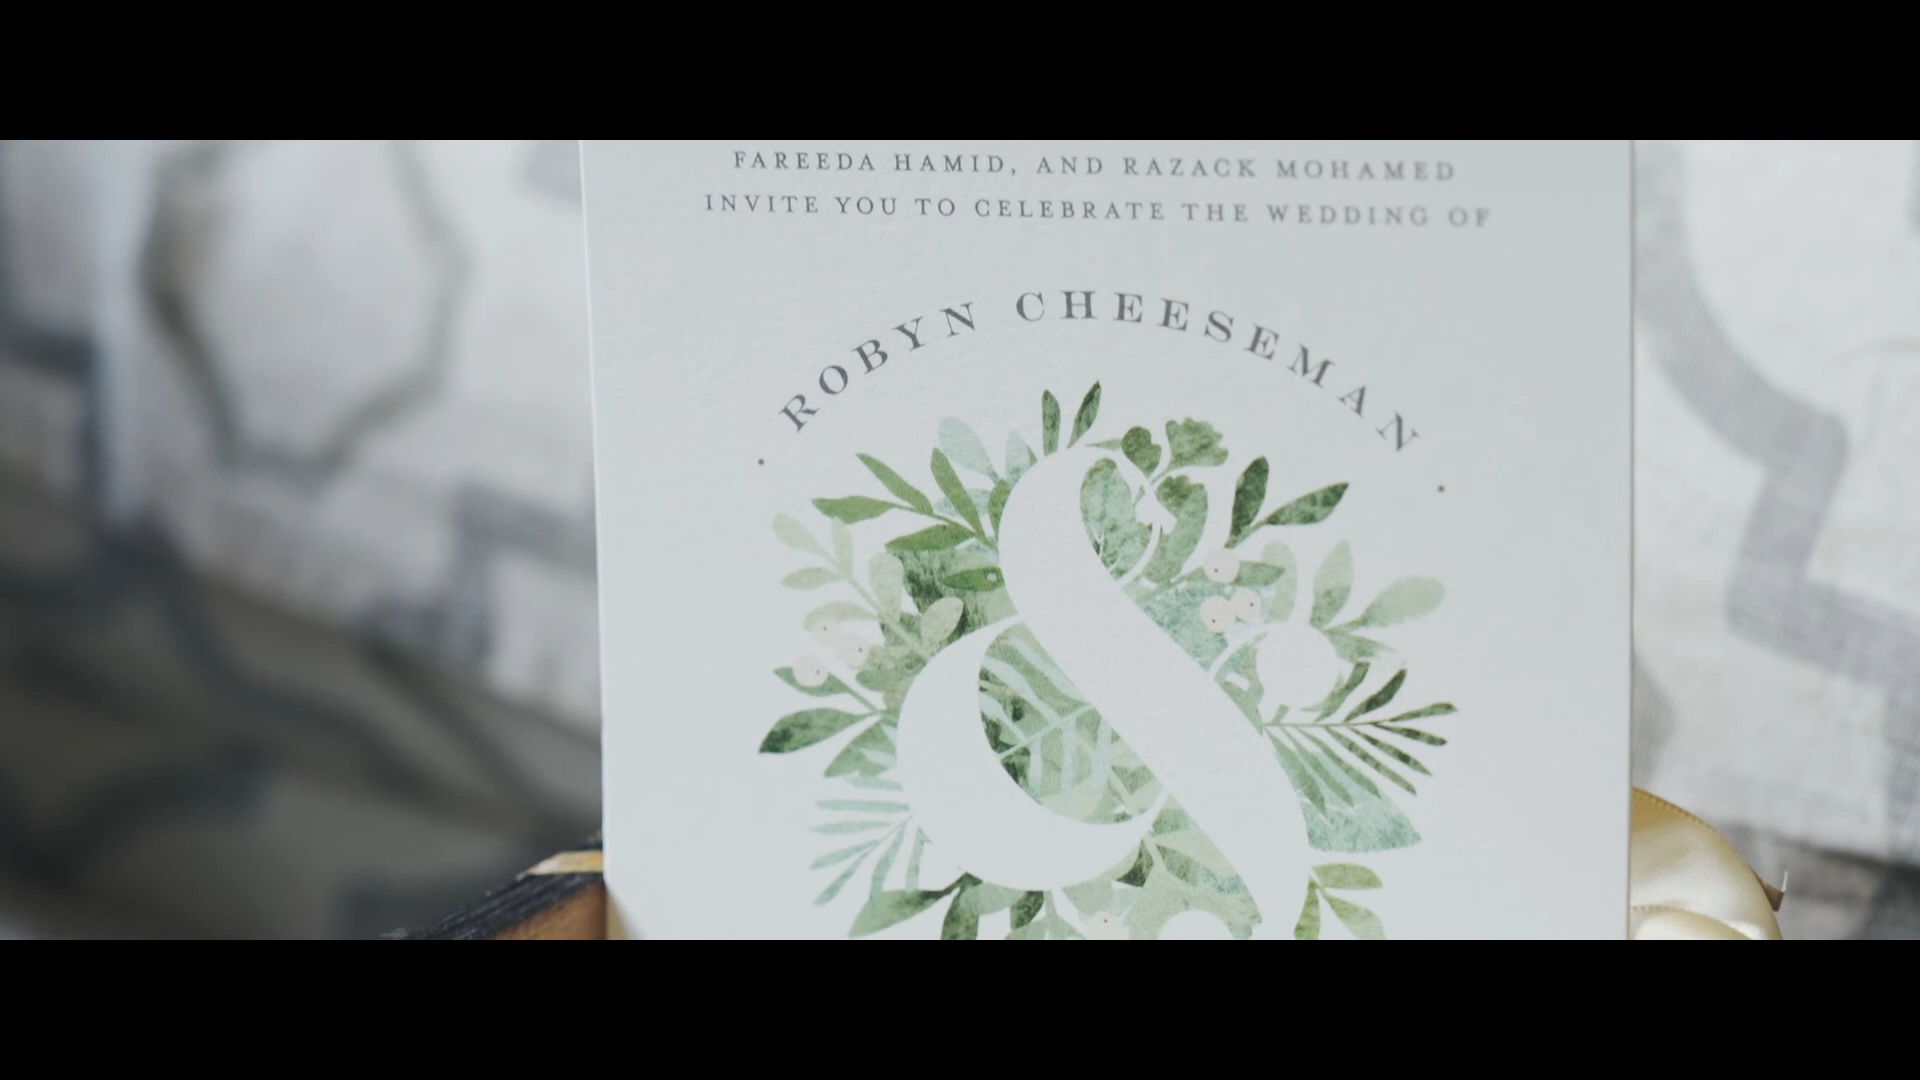 FAREEDA HAMID, AND RAZACK MOHAMED
INVITE YOU TO CELEBRATE THE WEDDING OF
ROBYN CHEESEMAN
&